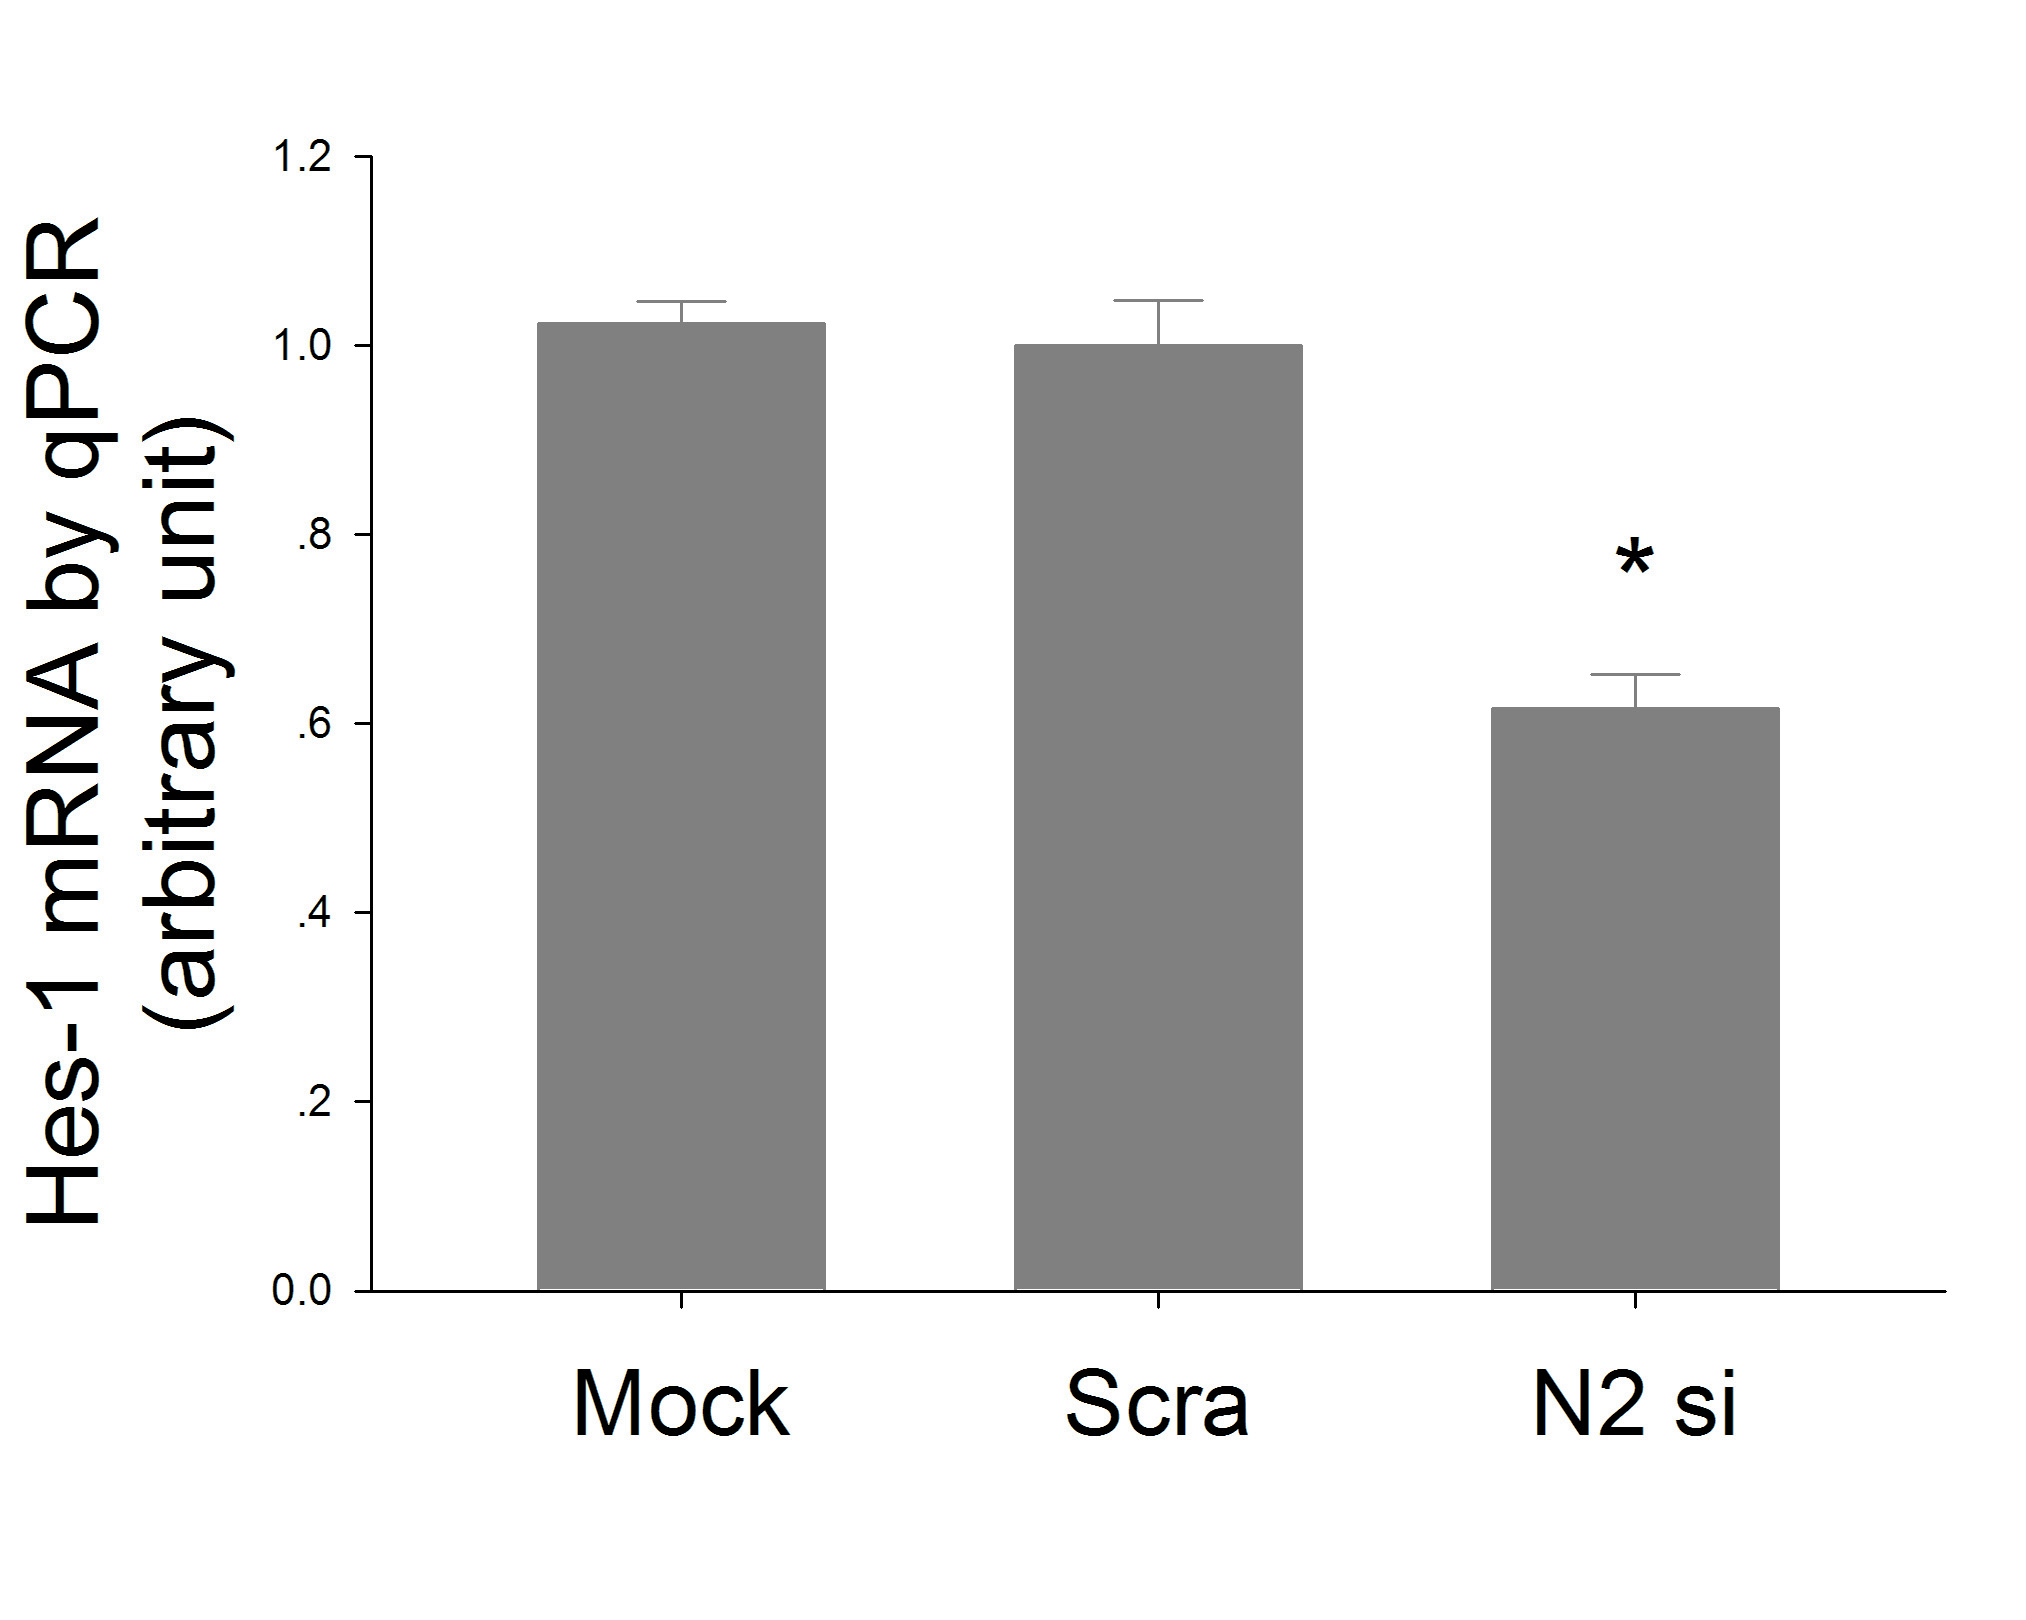 Hes-1 mRNA by qPCR
(arbitrary unit)
1.2
1.0
.8
.6
.4
.2
0.0
*
Mock
Scra
N2 si